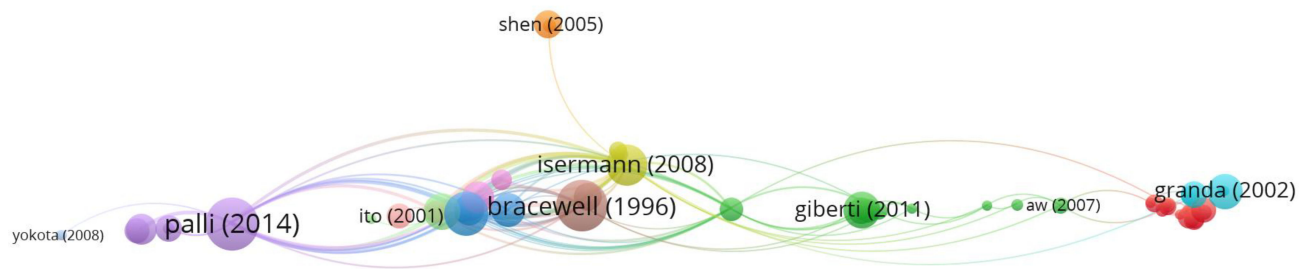 shen (2005)
isermann (2008)
granda (2002)
bracewell (1996)
aw (2007)
giberti (2011)
ito (2001)
palli (2014)
yokota (2008)